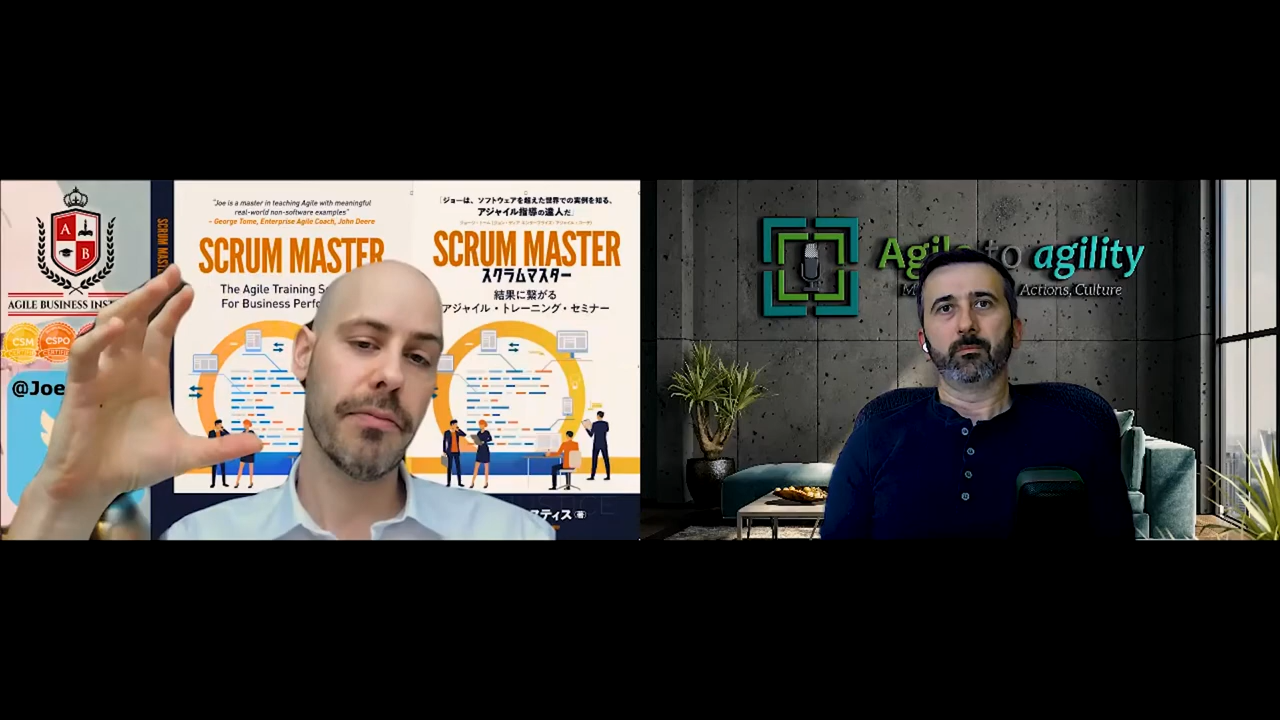 A
B
AGILE BUSINESS INST
CSM
CSPO
@Joe
SCRUM MAST
“Joe is a master in teaching Agile with meaningful
real-world non-software examples”
– George Tome, Enterprise Agile Coach, John Deere
SCRUM MASTER
The Agile Training Se
For Business Perfo
「ジョーは、ソフトウェアを超えた世界での実例を知る、
アジャイル指導の達人だ」
SCRUM MASTER
スクラムマスター
結果に繋がる
アジャイル・トレーニング・セミナー
スティス(著)
Agile to agility
M Actions, Culture